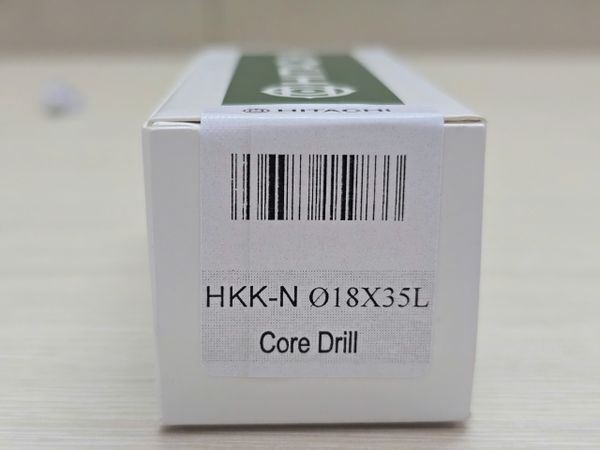 HITACHI
HKK-N Ø18X35L
Core Drill